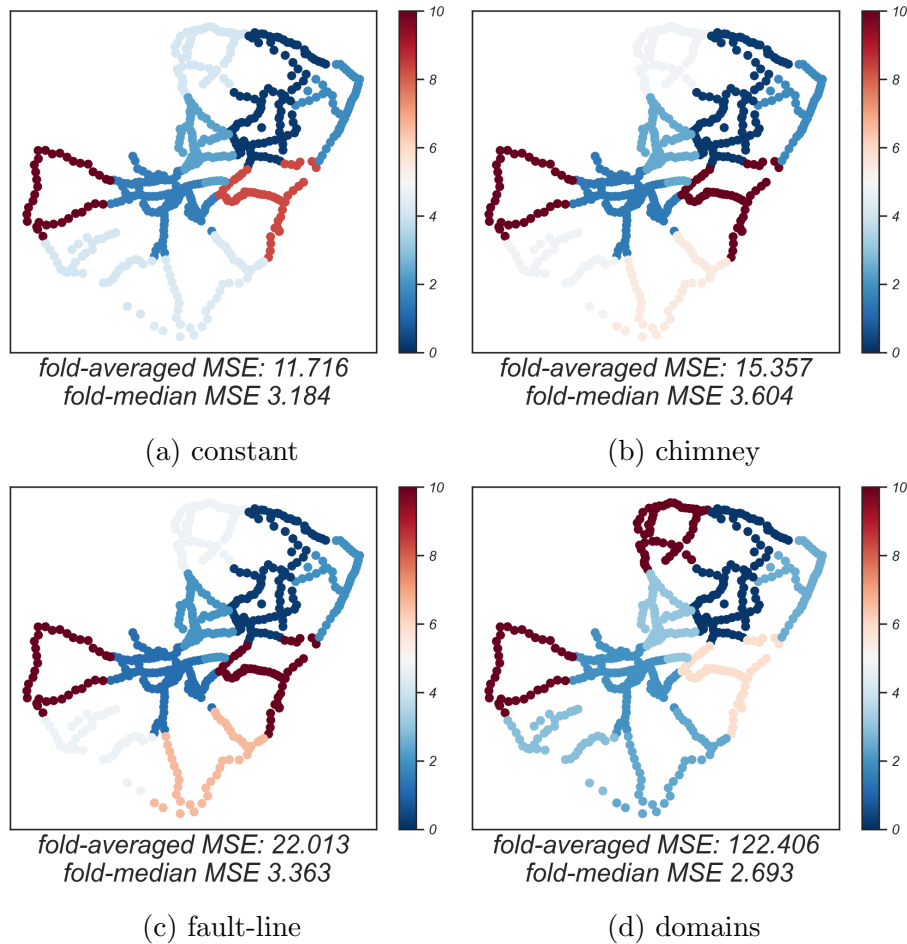 10
8
6
4
2
0
fold-averaged MSE: 11.716
fold-median MSE 3.184
(a) constant
10
8
6
4
2
0
fold-averaged MSE: 15.357
fold-median MSE 3.604
(b) chimney
10
8
6
4
2
0
fold-averaged MSE: 22.013
fold-median MSE 3.363
(c) fault-line
10
8
6
4
2
0
fold-averaged MSE: 122.406
fold-median MSE 2.693
(d) domains